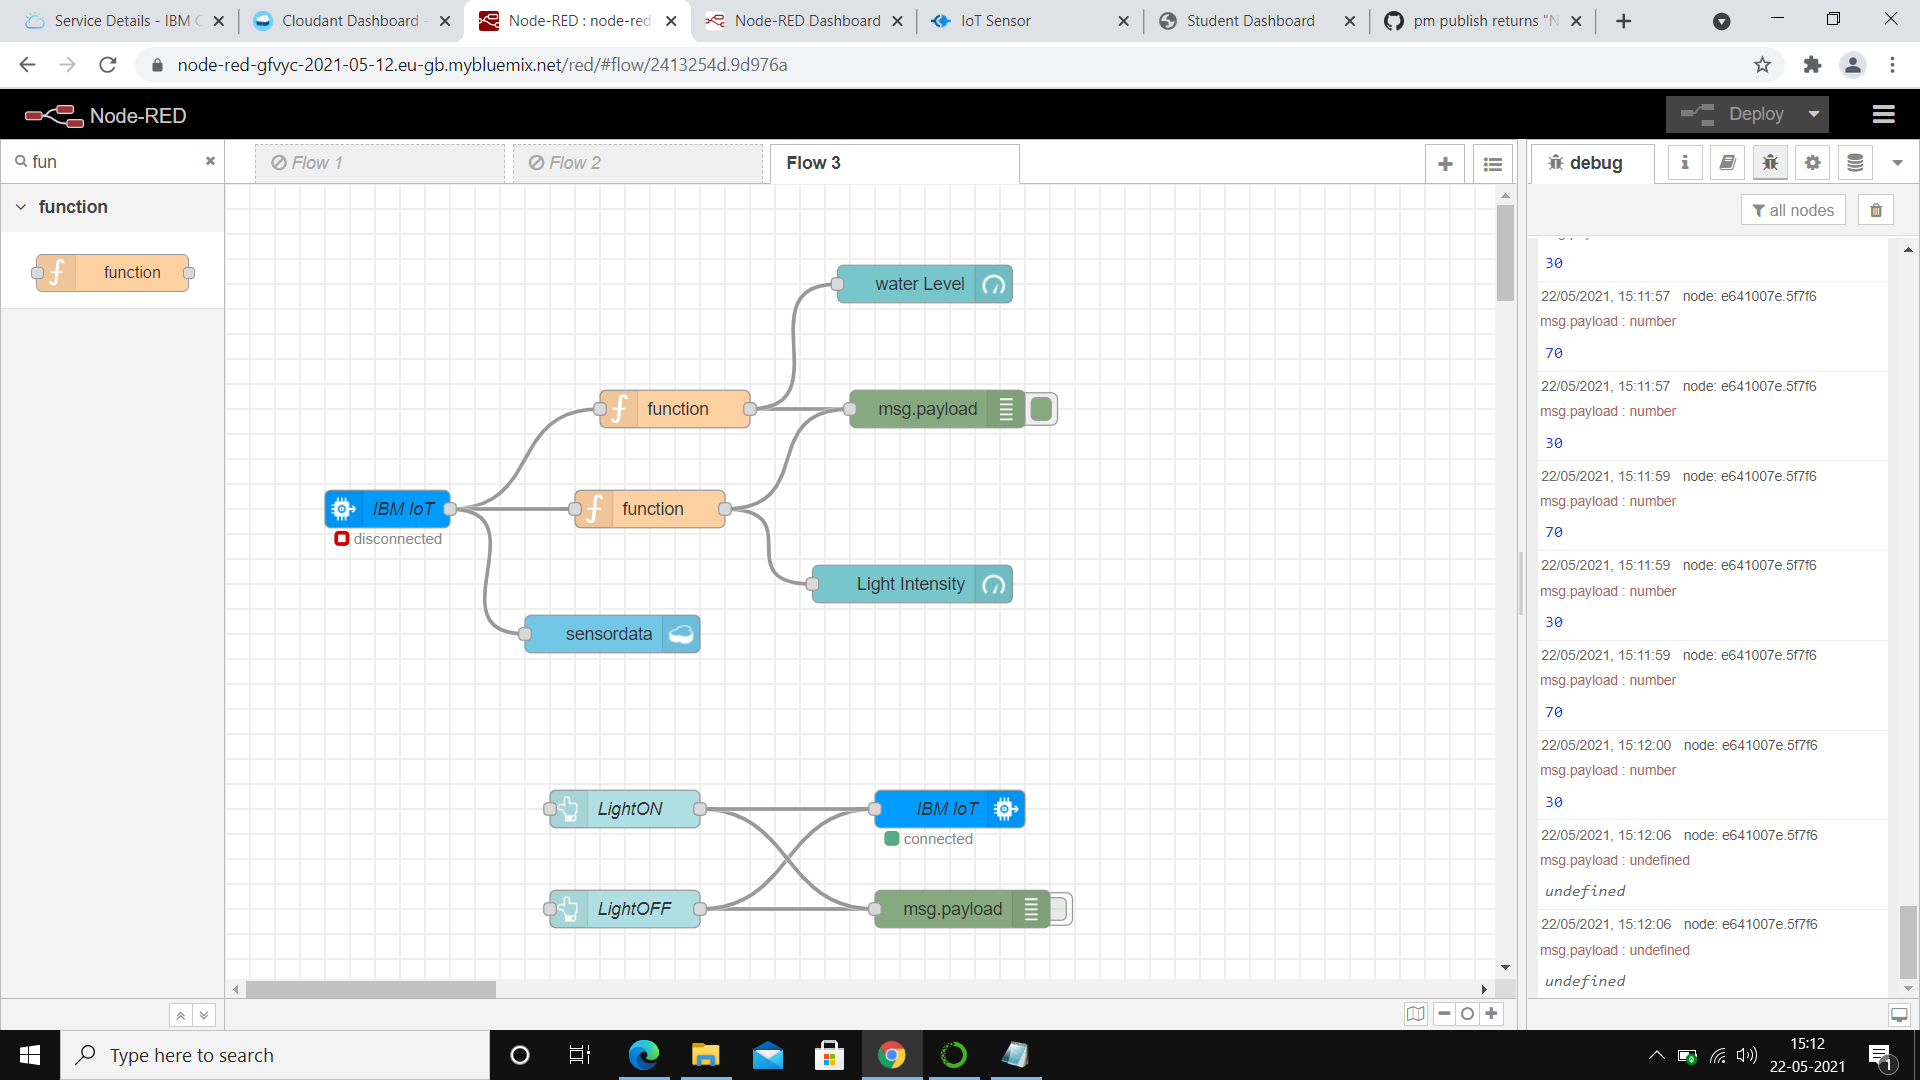 Service Details - IBM C
Cloudant Dashboard -
Node-RED : node-red-
Node-RED Dashboard
IoT Sensor
Student Dashboard
pm publish returns "N
node-red-gfvyc-2021-05-12.eu-gb.mybluemix.net/red/#flow/2413254d.9d976a
Node-RED
Deploy
fun
Flow 1
Flow 2
Flow 3
debug
function
all nodes
function
water Level
function
msg.payload
IBM IoT
disconnected
function
Light Intensity
sensordata
LightON
IBM IoT
connected
LightOFF
msg.payload
30
22/05/2021, 15:11:57 node: e641007e.5f7f6
msg.payload : number
70
22/05/2021, 15:11:57 node: e641007e.5f7f6
msg.payload : number
30
22/05/2021, 15:11:59 node: e641007e.5f7f6
msg.payload : number
70
22/05/2021, 15:11:59 node: e641007e.5f7f6
msg.payload : number
30
22/05/2021, 15:11:59 node: e641007e.5f7f6
msg.payload : number
70
22/05/2021, 15:12:00 node: e641007e.5f7f6
msg.payload : number
30
22/05/2021, 15:12:06 node: e641007e.5f7f6
msg.payload : undefined
undefined
22/05/2021, 15:12:06 node: e641007e.5f7f6
msg.payload : undefined
undefined
Type here to search
15:12
22-05-2021
1